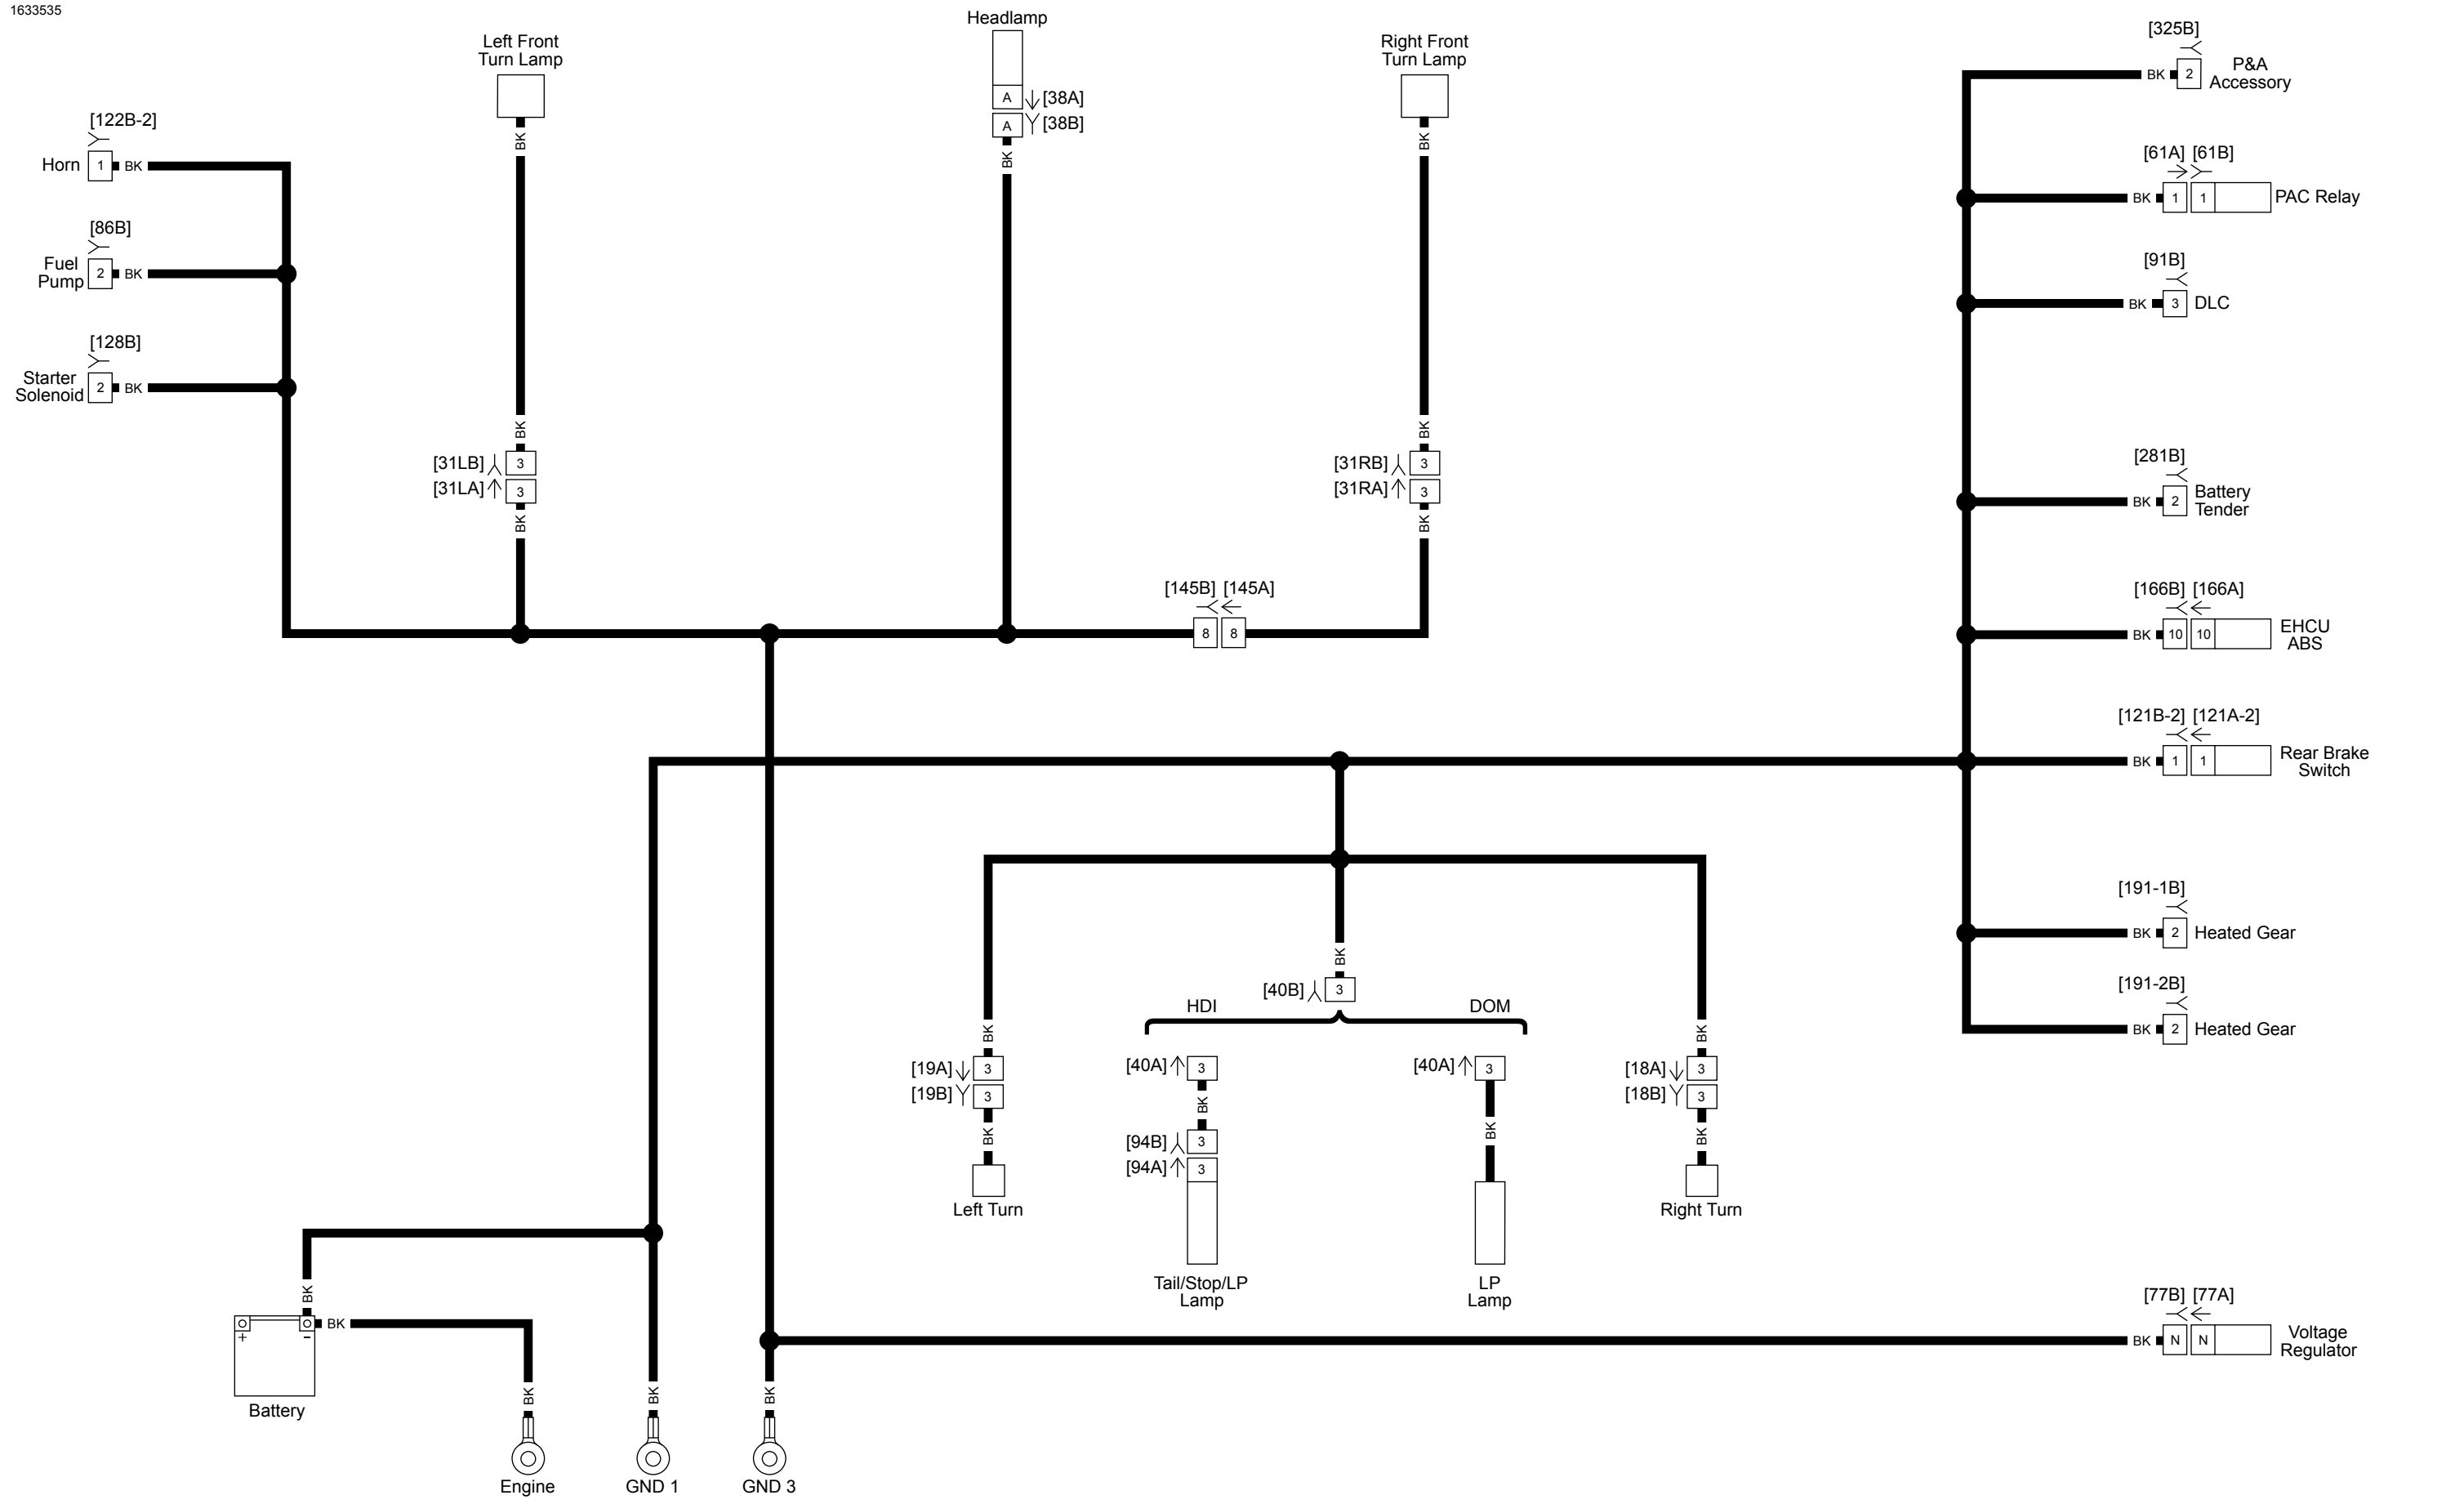 1633535
Headlamp
A
[38A]
A
[38B]
BK
Left Front
Turn Lamp
BK
BK
[31LB]
3
[31LA]
3
BK
Right Front
Turn Lamp
BK
BK
[31RB]
3
[31RA]
3
BK
[122B-2]
Horn
1
BK
[86B]
Fuel
Pump
2
BK
[128B]
Starter
Solenoid
2
BK
[145B] [145A]
8
8
[325B]
BK
2
P&A
Accessory
[61A] [61B]
BK
1
1
PAC Relay
[91B]
BK
3
DLC
[281B]
BK
2
Battery
Tender
[166B] [166A]
BK
10
10
EHCU
ABS
[121B-2] [121A-2]
BK
1
1
Rear Brake
Switch
[191-1B]
BK
2
Heated Gear
[191-2B]
BK
2
Heated Gear
BK
[40B]
3
HDI
DOM
BK
[19A]
3
[19B]
3
BK
Left Turn
[40A]
3
BK
[94B]
3
[94A]
3
Tail/Stop/LP
Lamp
[40A]
3
BK
LP
Lamp
BK
[18A]
3
[18B]
3
BK
Right Turn
[77B] [77A]
BK
N
N
Voltage
Regulator
BK
BK
+
-
Battery
BK
Engine
BK
GND 1
BK
GND 3